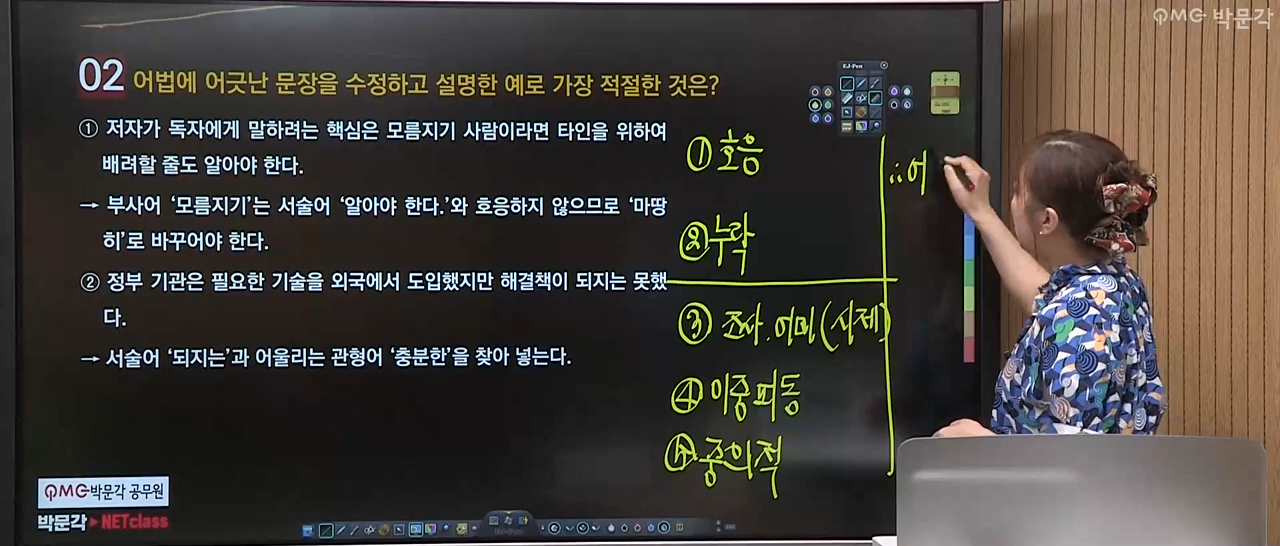 QMG 박문각
02 어법에 어긋난 문장을 수정하고 설명한 예로 가장 적절한 것은?
① 저자가 독자에게 말하려는 핵심은 모름지기 사람이라면 타인을 위하여
배려할 줄도 알아야 한다.
→ 부사어 ‘모름지기’는 서술어 ‘알아야 한다.’와 호응하지 않으므로 ‘마땅
히’로 바꾸어야 한다.
② 정부 기관은 필요한 기술을 외국에서 도입했지만 해결책이 되지는 못했
다.
→ 서술어 ‘되지는’과 어울리는 관형어 ‘충분한’을 찾아 넣는다.
① 호응
② 누락
③ 조사.어미(시제)
④ 이중피동
⑤ 중의적
∴어
EJ-Pen
QMG 박문각 공무원
박문각 ▶ NETclass